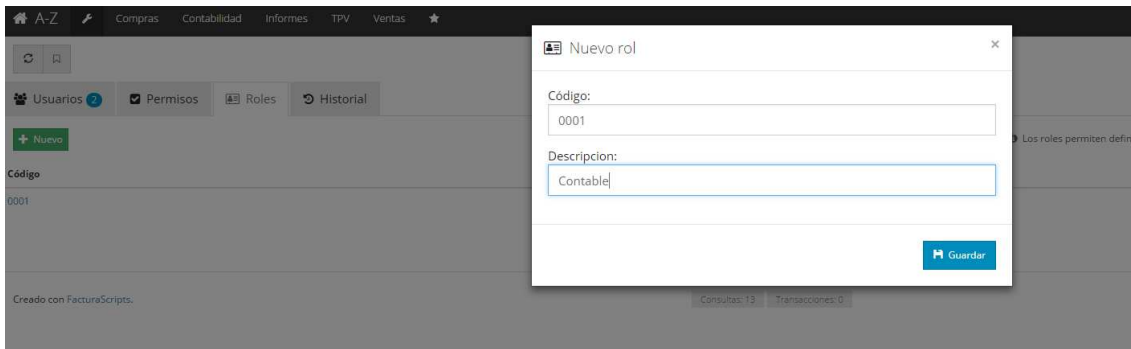 A-Z Compras Contabilidad Informes TPV Ventas
Nuevo rol ×
Usuarios 2 Permisos Roles Historial
Código:
0001
Nuevo
Los roles permiten defin
Descripcion:
Código
Contable
0001
Guardar
Creado con FacturaScripts.
Consultas: 13 Transacciones: 0